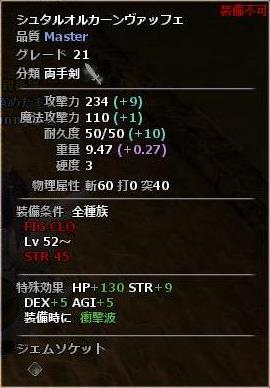 装備不可
シュタルオルカーンヴァッフェ
品質 Master
グレード 21
分類 両手剣
攻撃力 234 (+9)
魔法攻撃力 110 (+1)
耐久度 50/50 (+10)
重量 9.47 (+0.27)
硬度 3
物理属性 斬60 打0 突40
装備条件 全種族
FIG CLO
Lv 52～
STR 45
特殊効果 HP+130 STR+9
DEX+5 AGI+5
装備時に 衝撃波
ジェムソケット